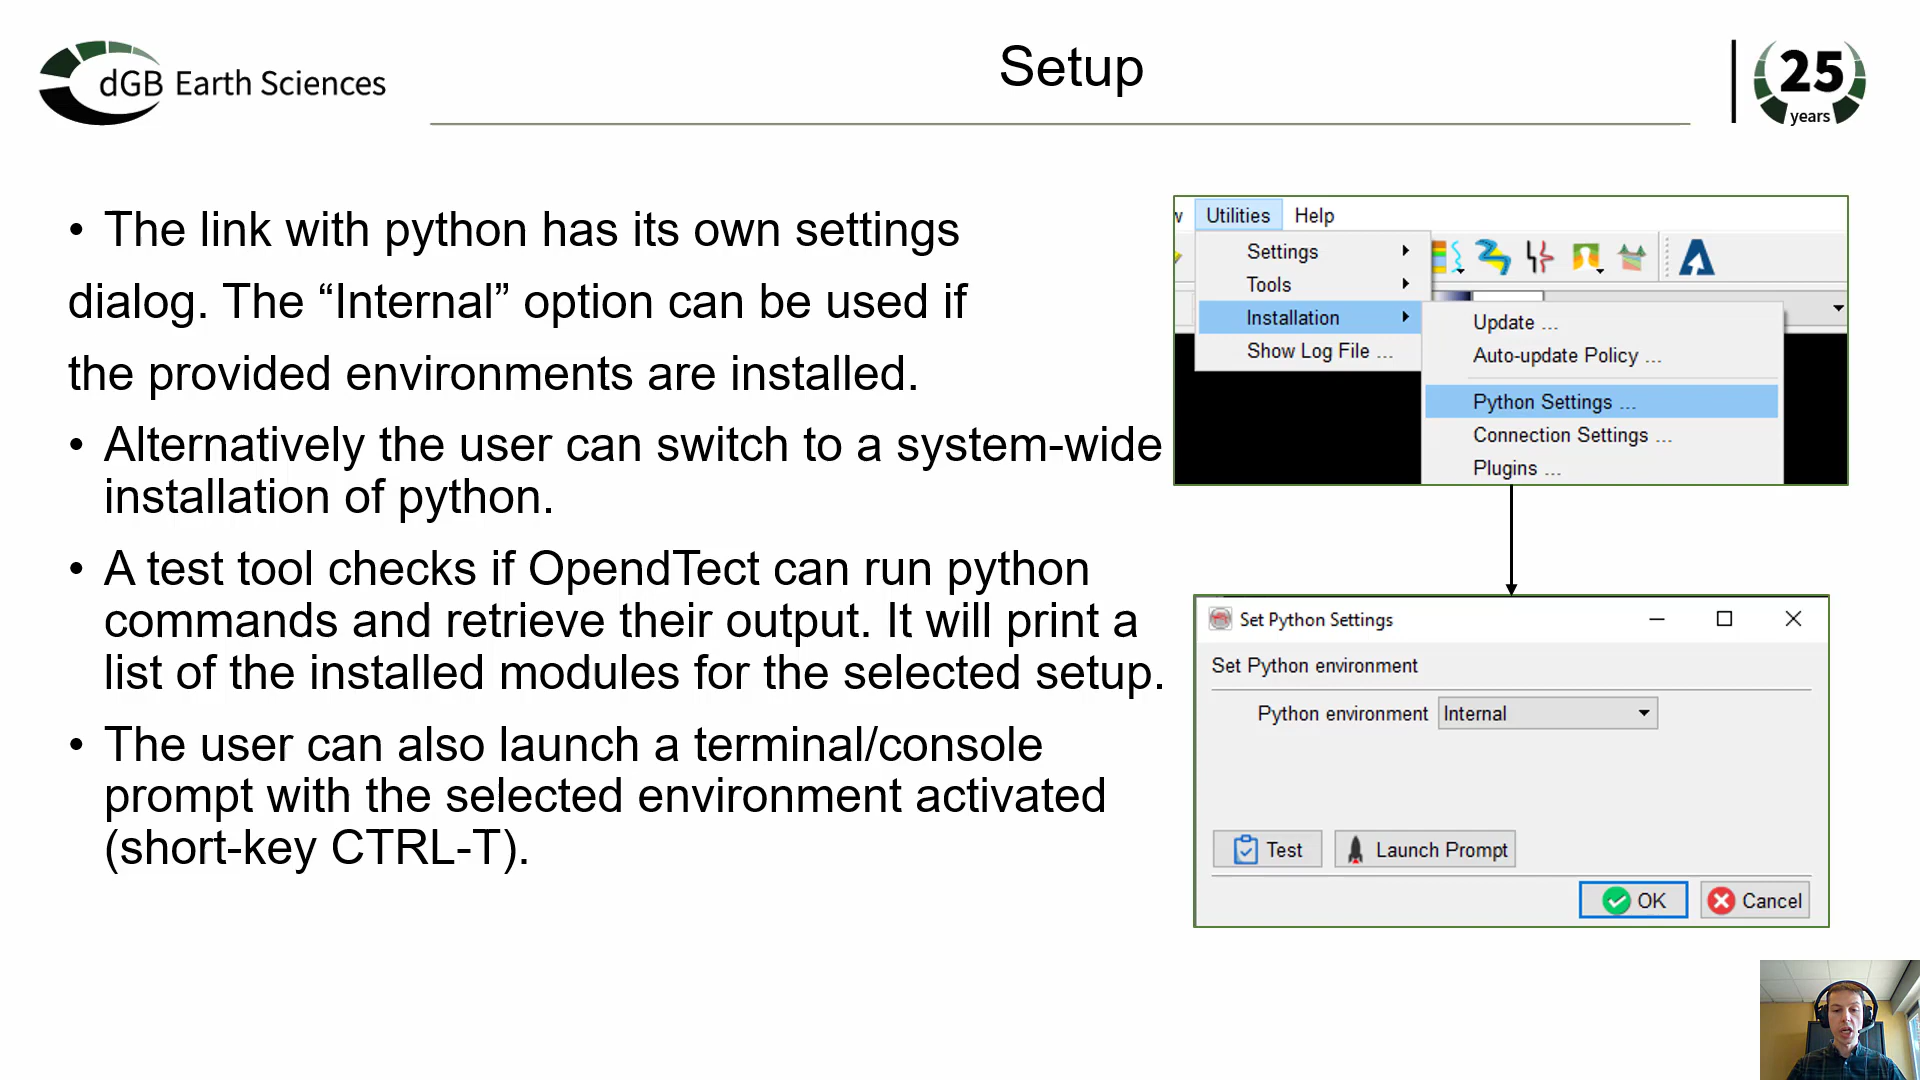 dGB Earth Sciences
Setup
25
years
• The link with python has its own settings
dialog. The “Internal” option can be used if
the provided environments are installed.
• Alternatively the user can switch to a system-wide
installation of python.
• A test tool checks if OpendTect can run python
commands and retrieve their output. It will print a
list of the installed modules for the selected setup.
• The user can also launch a terminal/console
prompt with the selected environment activated
(short-key CTRL-T).
w Utilities Help
Settings
Tools
Installation
Show Log File ...
Update ...
Auto-update Policy ...
Python Settings ...
Connection Settings ...
Plugins ...
Set Python Settings
Set Python environment
Python environment Internal
Test Launch Prompt
OK Cancel